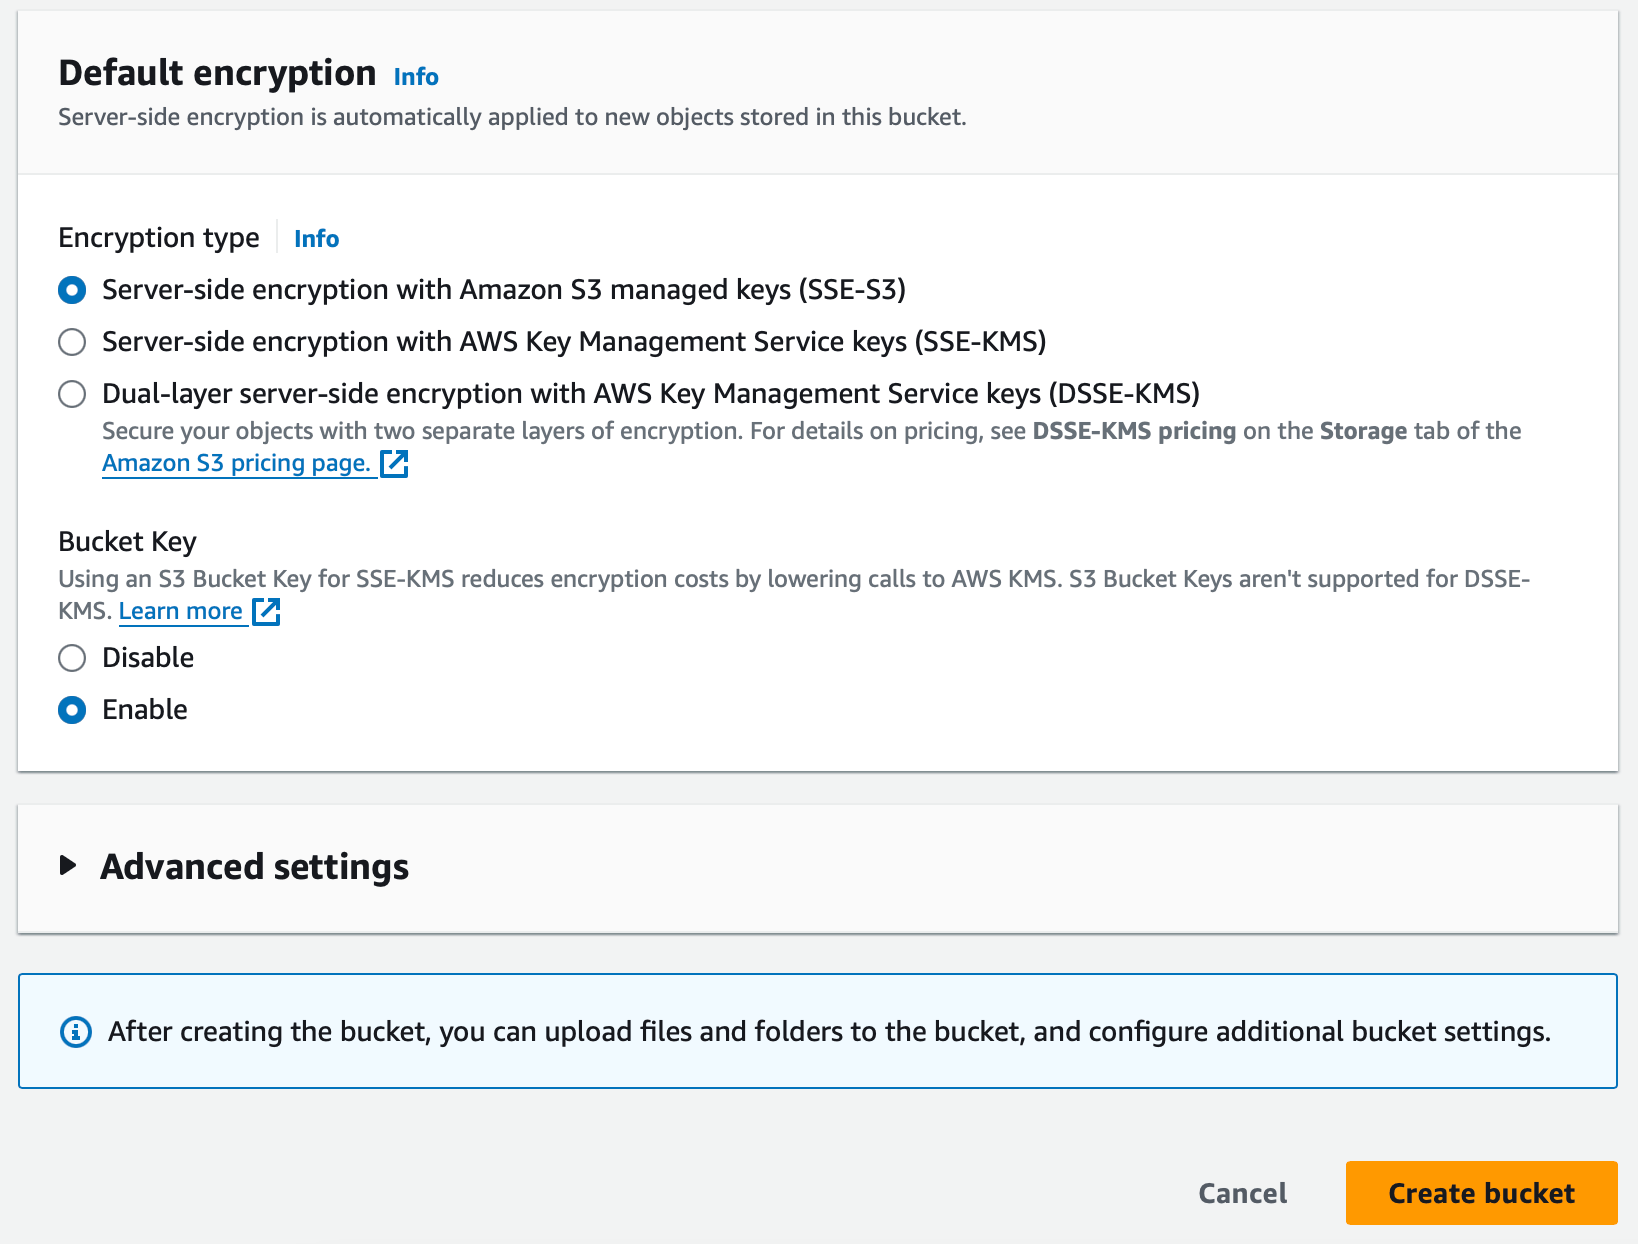 Default encryption Info
Server-side encryption is automatically applied to new objects stored in this bucket.
Encryption type Info
Server-side encryption with Amazon S3 managed keys (SSE-S3)
Server-side encryption with AWS Key Management Service keys (SSE-KMS)
Dual-layer server-side encryption with AWS Key Management Service keys (DSSE-KMS)
Secure your objects with two separate layers of encryption. For details on pricing, see DSSE-KMS pricing on the Storage tab of the
Amazon S3 pricing page.
Bucket Key
Using an S3 Bucket Key for SSE-KMS reduces encryption costs by lowering calls to AWS KMS. S3 Bucket Keys aren't supported for DSSE-
KMS. Learn more
Disable
Enable
Advanced settings
After creating the bucket, you can upload files and folders to the bucket, and configure additional bucket settings.
Cancel Create bucket